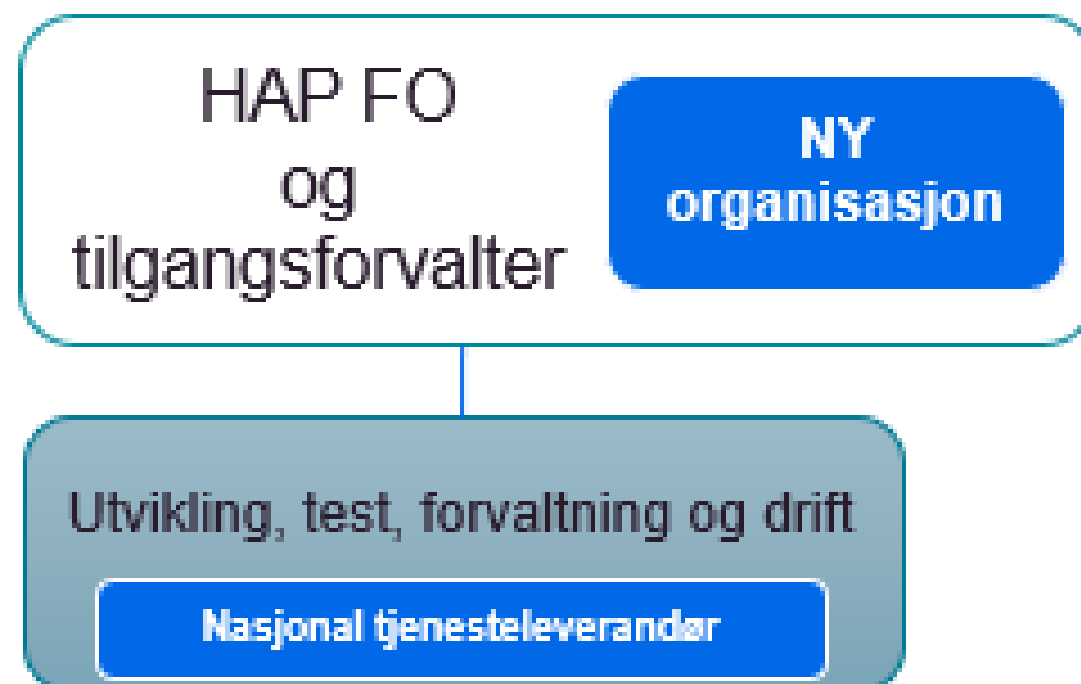 HAP FO
og
tilgangsforvalter
NY
organisasjon
Utvikling, test, forvaltning og drift
Nasjonal tjenesteleverandør